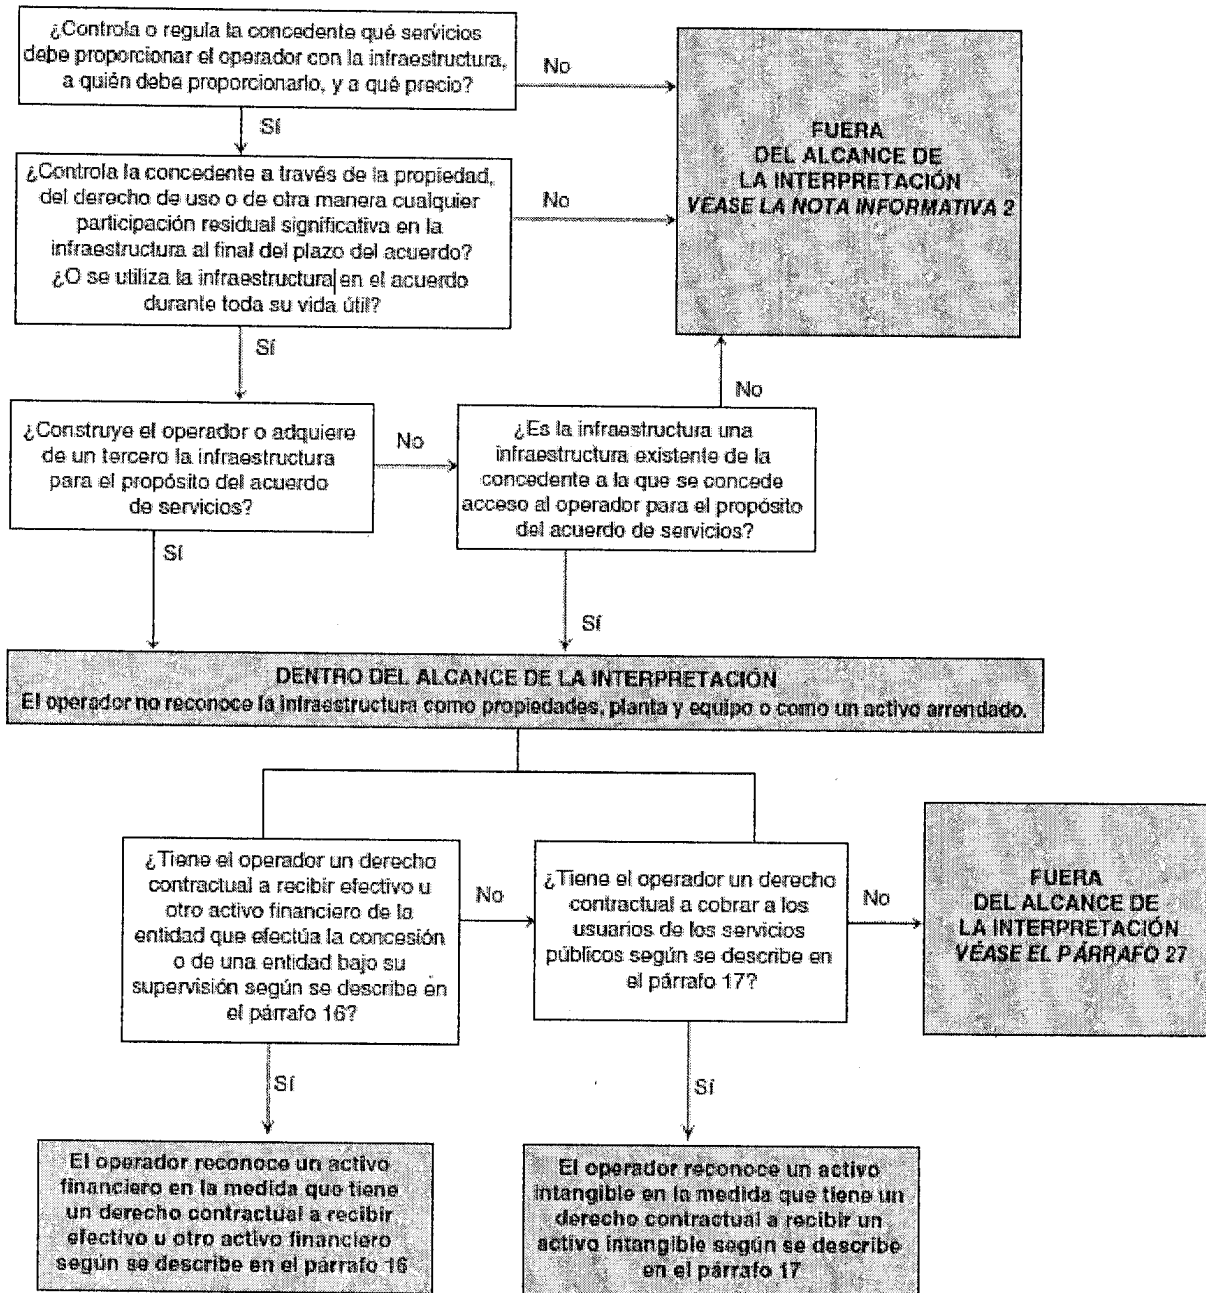 ¿Controla o regula la concedente qué servicios
debe proporcionar el operador con la infraestructura,
a quién debe proporcionarlo, y a qué precio?
No
FUERA
DEL ALCANCE DE
LA INTERPRETACIÓN
VÉASE LA NOTA INFORMATIVA 2
Sí
¿Controla la concedente a través de la propiedad,
del derecho de uso o de otra manera cualquier
participación residual significativa en la
infraestructura al final del plazo del acuerdo?
¿O se utiliza la infraestructura en el acuerdo
durante toda su vida útil?
No
Sí
No
¿Construye el operador o adquiere
de un tercero la infraestructura
para el propósito del acuerdo
de servicios?
No
¿Es la infraestructura una
infraestructura existente de la
concedente a la que se concede
acceso al operador para el propósito
del acuerdo de servicios?
Sí
Sí
DENTRO DEL ALCANCE DE LA INTERPRETACIÓN
El operador no reconoce la infraestructura como propiedades, planta y equipo o como un activo arrendado.
¿Tiene el operador un derecho
contractual a recibir efectivo u
otro activo financiero de la
entidad que efectúa la concesión
o de una entidad bajo su
supervisión según se describe en
el párrafo 16?
No
¿Tiene el operador un derecho
contractual a cobrar a los
usuarios de los servicios
públicos según se describe en
el párrafo 17?
No
FUERA
DEL ALCANCE DE
LA INTERPRETACIÓN
VÉASE EL PÁRRAFO 27
Sí
Sí
El operador reconoce un activo
financiero en la medida que tiene
un derecho contractual a recibir
efectivo u otro activo financiero
según se describe en el párrafo 16
El operador reconoce un activo
intangible en la medida que tiene un
derecho contractual a recibir un
activo intangible según se describe
en el párrafo 17